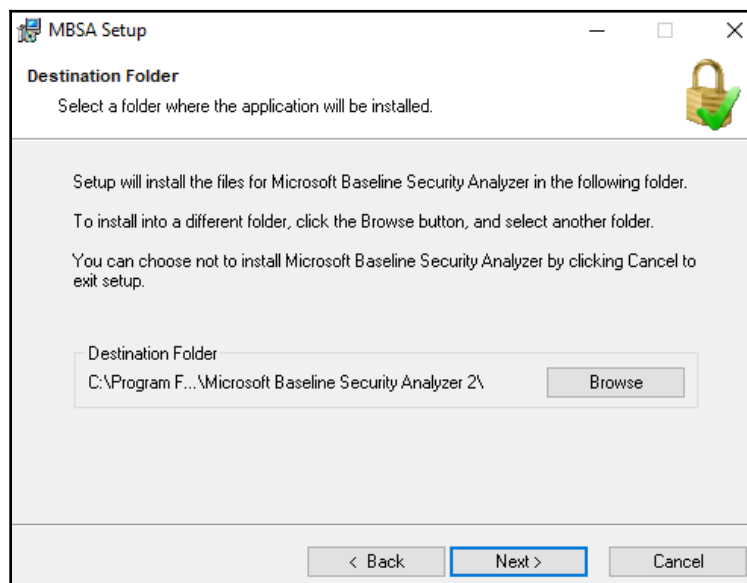 MBSA Setup
Destination Folder
Select a folder where the application will be installed.
Setup will install the files for Microsoft Baseline Security Analyzer in the following folder.
To install into a different folder, click the Browse button, and select another folder.
You can choose not to install Microsoft Baseline Security Analyzer by clicking Cancel to
exit setup.
Destination Folder
C:\Program F...\Microsoft Baseline Security Analyzer 2\ Browse
< Back Next > Cancel